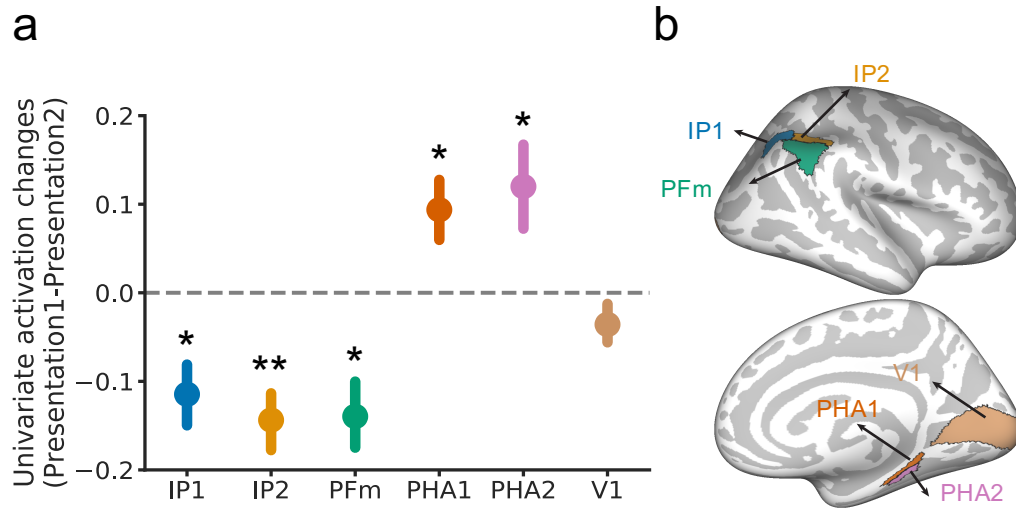 a
b
Univariate activation changes
(Presentation1-Presentation2)
0.2
0.1
0.0
−0.1
−0.2
*
**
*
*
*
IP1
IP2
PFm
PHA1
PHA2
V1
IP2
IP1
PFm
V1
PHA1
PHA2